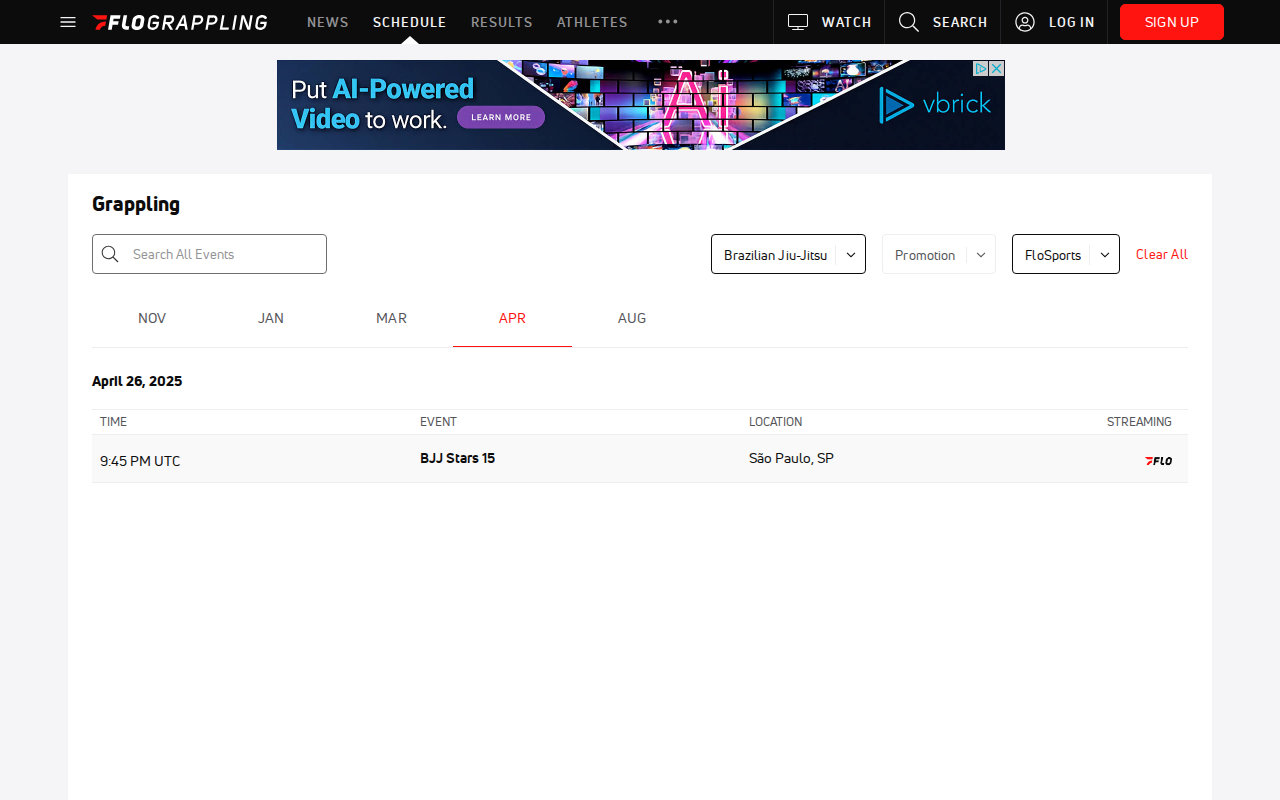 FLOGRAPPLING NEWS SCHEDULE RESULTS ATHLETES WATCH SEARCH LOG IN SIGN UP
Put AI-Powered
Video to work. LEARN MORE
Ai
vbrick
Grappling
Search All Events Brazilian Jiu-Jitsu Promotion FloSports Clear All
NOV JAN MAR APR AUG
April 26, 2025
TIME EVENT LOCATION STREAMING
9:45 PM UTC BJJ Stars 15 São Paulo, SP FLO